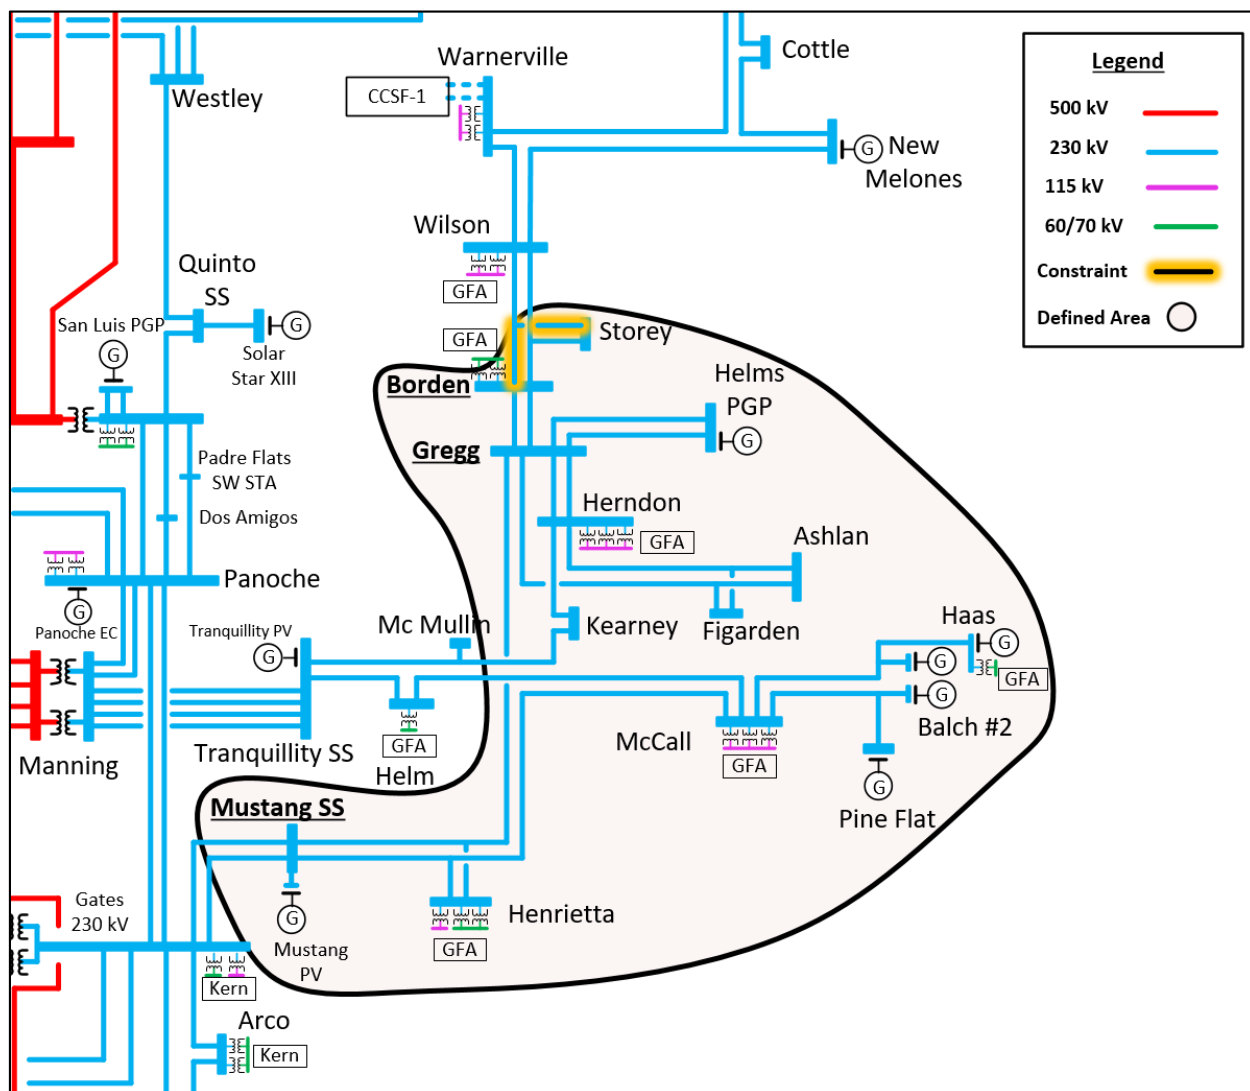 Warnerville
Cottle
CCSF-1
Westley
G
New
Melones
Legend
500 kV
230 kV
115 kV
60/70 kV
Constraint
Defined Area
Wilson
GFA
Quinto
SS
San Luis PGP
G
G
Solar
Star XIII
GFA
Storey
Borden
Helms
PGP
G
Gregg
Padre Flats
SW STA
Dos Amigos
Herndon
GFA
Ashlan
Panoche
G
Panoche EC
Tranquillity PV
G
Mc Mullin
Kearney
Figarden
Haas
G
G
GFA
G
Balch #2
Manning
Tranquillity SS
GFA
Helm
McCall
GFA
G
Pine Flat
Mustang SS
Gates
230 kV
G
Mustang
PV
Henrietta
GFA
Kern
Arco
Kern